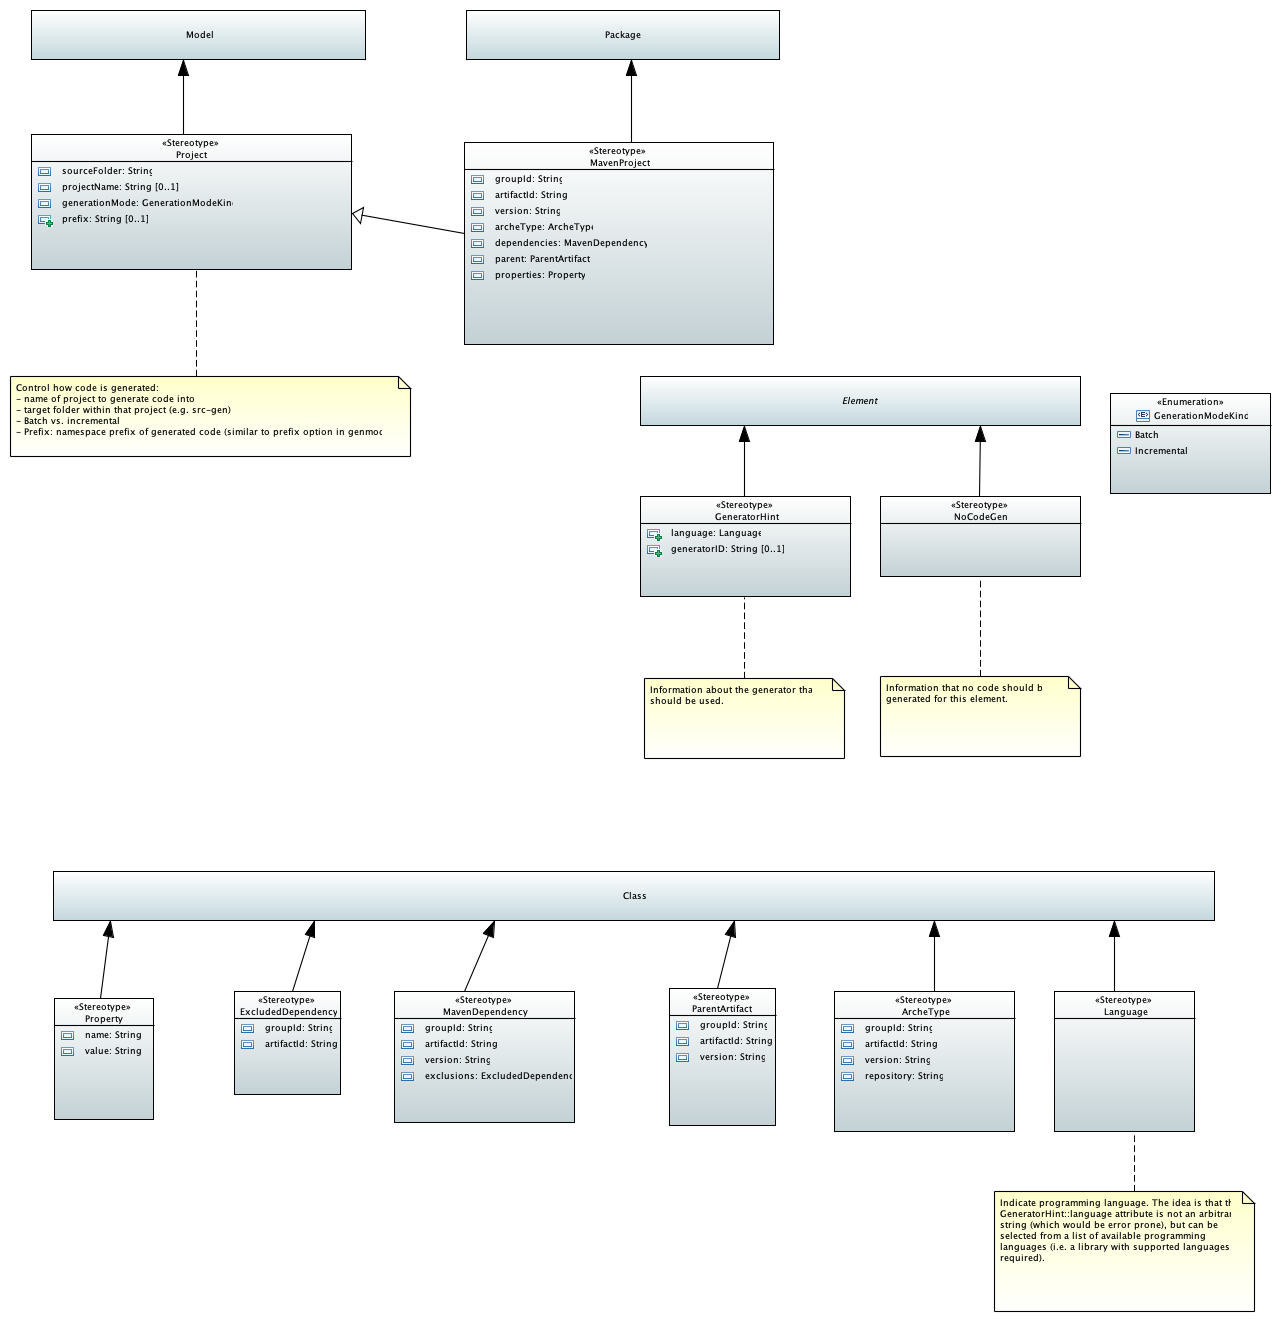 Model
Package
«Stereotype»
Project
sourceFolder: String
projectName: String [0..1]
generationMode: GenerationModeKin
prefix: String [0..1]
«Stereotype»
MavenProject
groupId: String
artifactId: String
version: String
archeType: ArcheType
dependencies: MavenDependency
parent: ParentArtifact
properties: Property
Control how code is generated:
- name of project to generate code into
- target folder within that project (e.g. src-gen)
- Batch vs. incremental
- Prefix: namespace prefix of generated code (similar to prefix option in genmod
Element
«Enumeration»
GenerationModeKind
Batch
Incremental
«Stereotype»
GeneratorHint
language: Language
generatorID: String [0..1]
«Stereotype»
NoCodeGen
Information about the generator tha
should be used.
Information that no code should b
generated for this element.
Class
«Stereotype»
Property
name: String
value: String
«Stereotype»
ExcludedDependency
groupId: String
artifactId: String
«Stereotype»
MavenDependency
groupId: String
artifactId: String
version: String
exclusions: ExcludedDependenc
«Stereotype»
ParentArtifact
groupId: String
artifactId: String
version: String
«Stereotype»
ArcheType
groupId: String
artifactId: String
version: String
repository: String
«Stereotype»
Language
Indicate programming language. The idea is that th
GeneratorHint::language attribute is not an arbitrar
string (which would be error prone), but can be
selected from a list of available programming
languages (i.e. a library with supported languages
required).